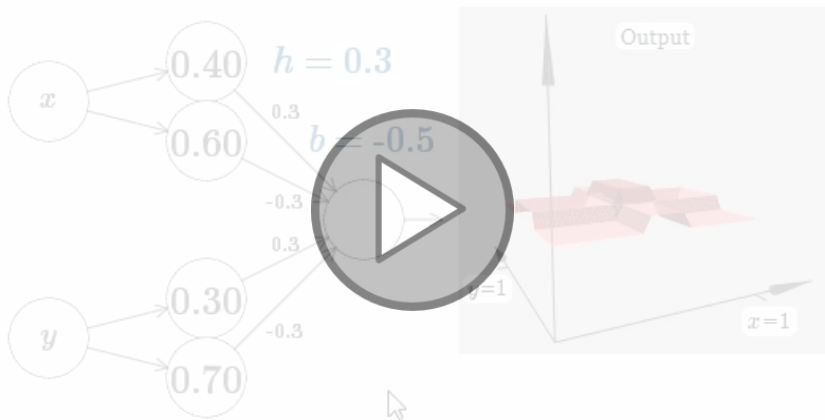 0.40
h = 0.3
Output
x
0.3
0.60
b = -0.5
-0.3
0.3
y=1
0.30
x=1
y
-0.3
0.70